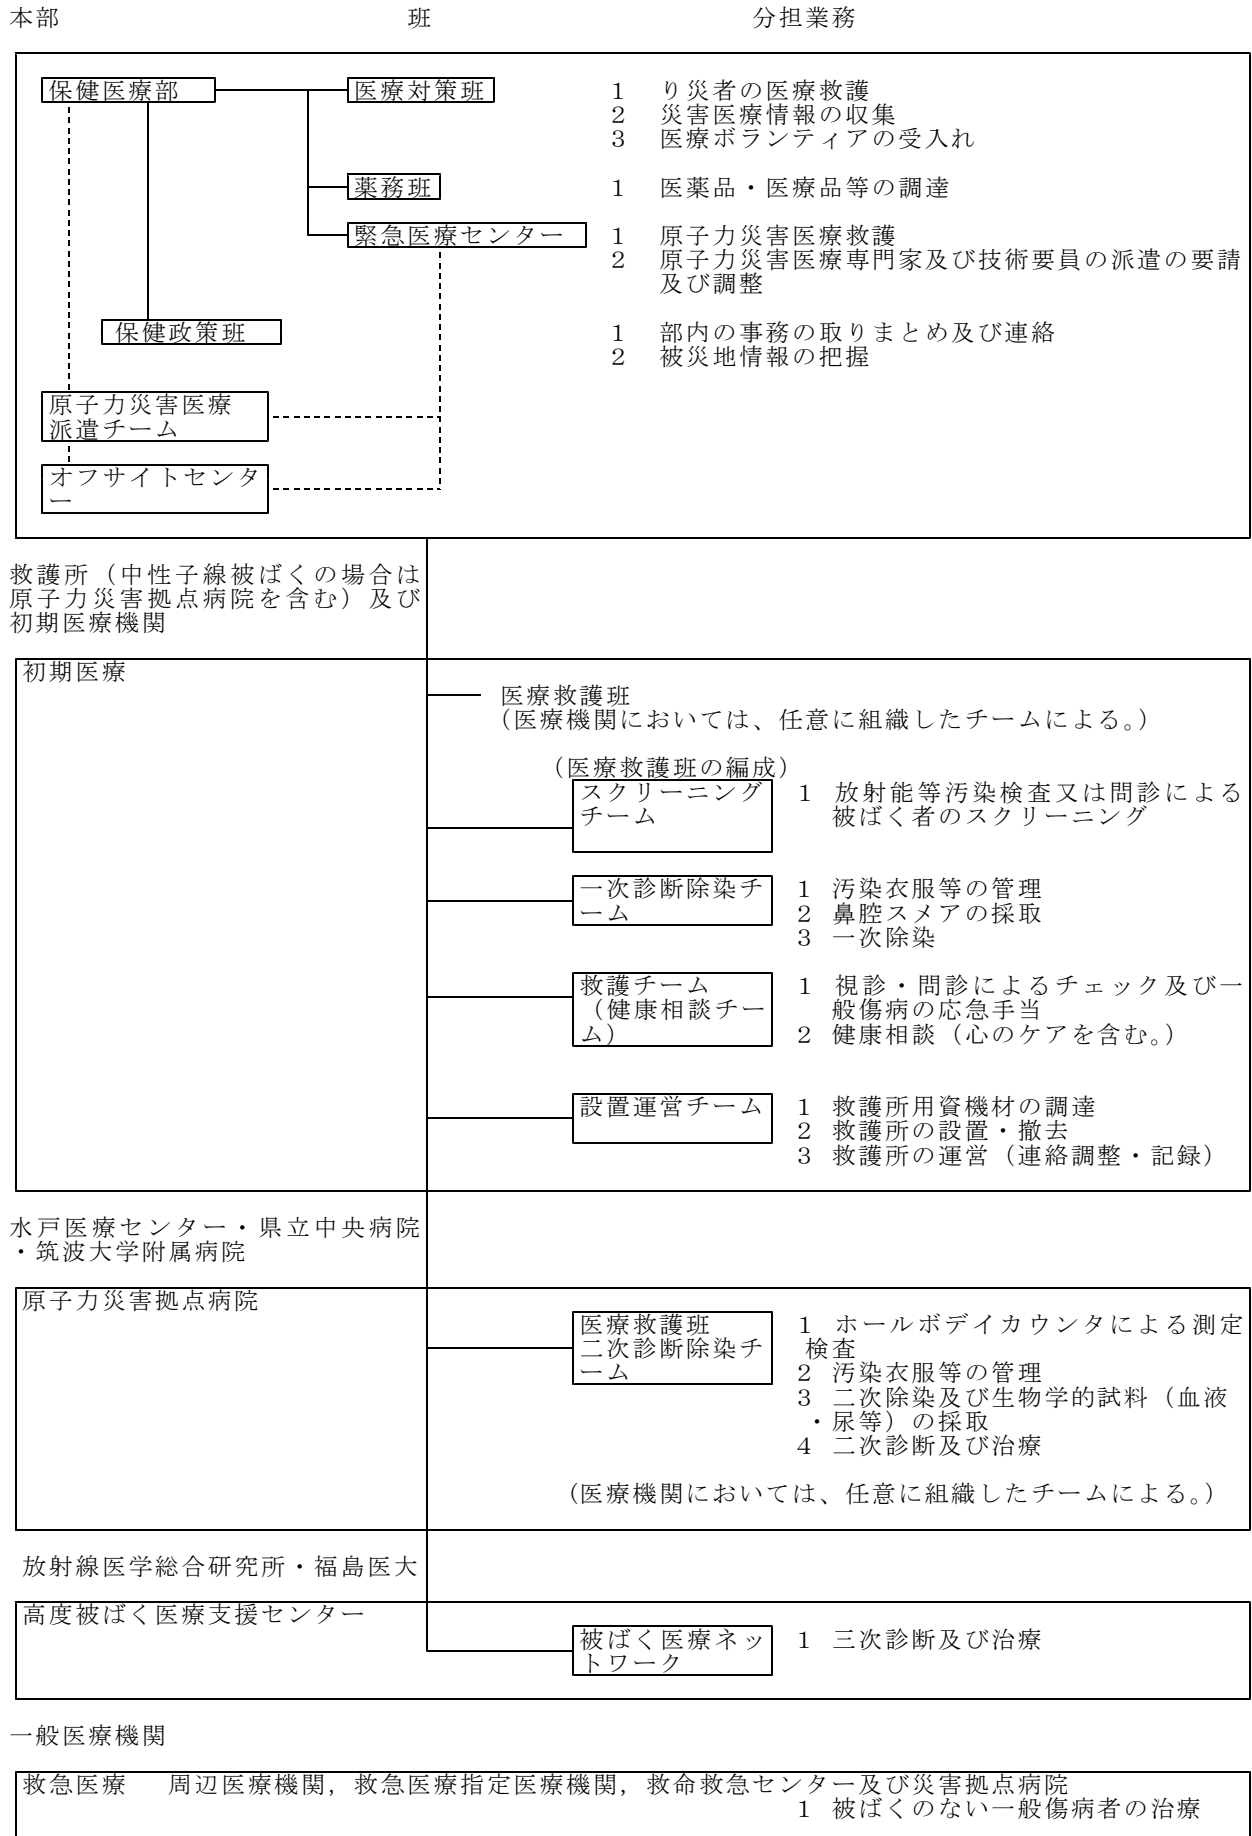 本部　班　分担業務
保健医療部　医療対策班　１　り災者の医療救護
２　災害医療情報の収集
３　医療ボランティアの受入れ
薬務班　１　医薬品・医療品等の調達
緊急医療センター　１　原子力災害医療救護
２　原子力災害医療専門家及び技術要員の派遣の要請
及び調整
保健政策班　１　部内の事務の取りまとめ及び連絡
２　被災地情報の把握
原子力災害医療
派遣チーム
オフサイトセンタ
ー
救護所（中性子線被ばくの場合は
原子力災害拠点病院を含む）及び
初期医療機関
初期医療
医療救護班
（医療機関においては、任意に組織したチームによる。）
（医療救護班の編成）
スクリーニング　１　放射能等汚染検査又は問診による
チーム　被ばく者のスクリーニング
一次診断除染チ　１　汚染衣服等の管理
ーム　２　鼻腔スメアの採取
３　一次除染
救護チーム　１　視診・問診によるチェック及び一
（健康相談チー　般傷病の応急手当
ム）　２　健康相談（心のケアを含む。）
設置運営チーム　１　救護所用資機材の調達
２　救護所の設置・撤去
３　救護所の運営（連絡調整・記録）
水戸医療センター・県立中央病院
・筑波大学附属病院
原子力災害拠点病院
医療救護班　１　ホールボデイカウンタによる測定
二次診断除染チ　検査
ーム　２　汚染衣服等の管理
３　二次除染及び生物学的試料（血液
・尿等）の採取
４　二次診断及び治療
（医療機関においては、任意に組織したチームによる。）
放射線医学総合研究所・福島医大
高度被ばく医療支援センター
被ばく医療ネッ　１　三次診断及び治療
トワーク
一般医療機関
救急医療　周辺医療機関，救急医療指定医療機関，救命救急センター及び災害拠点病院
１　被ばくのない一般傷病者の治療